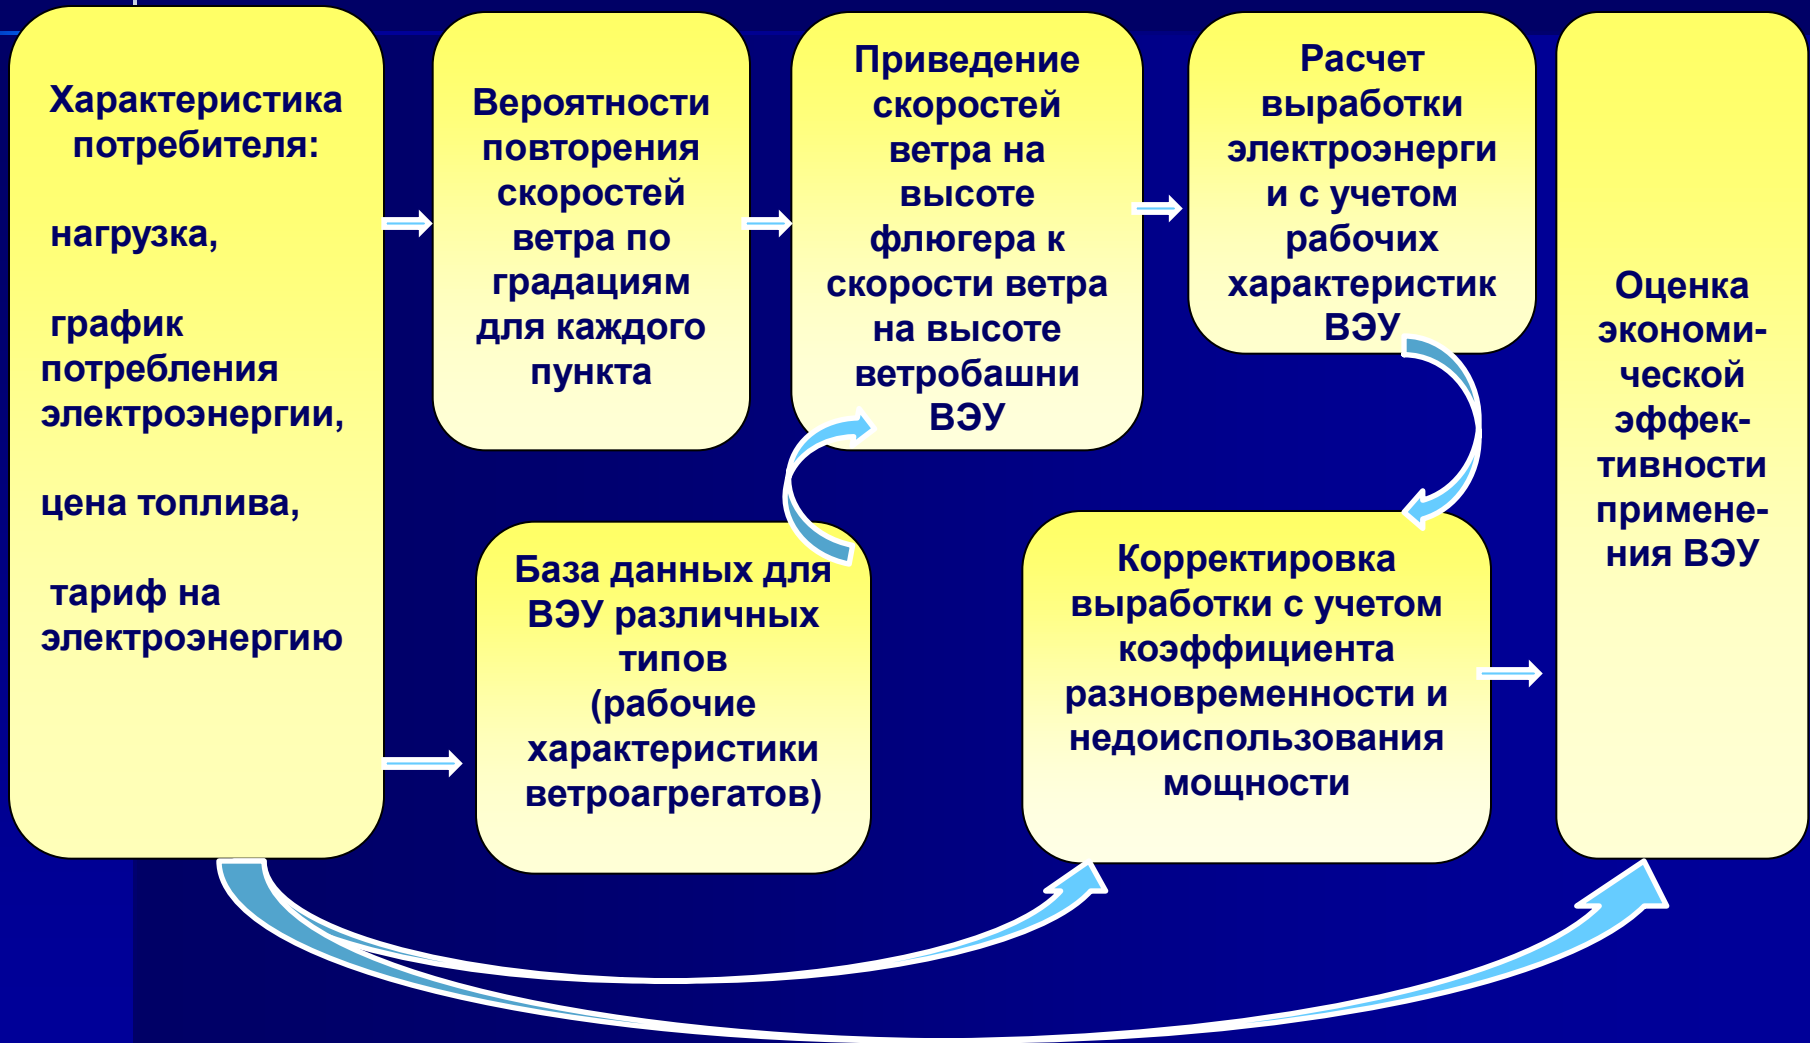 Характеристика
потребителя:
нагрузка,
график
потребления
электроэнергии,
цена топлива,
тариф на
электроэнергию
Вероятности
повторения
скоростей
ветра по
градациям
для каждого
пункта
Приведение
скоростей
ветра на
высоте
флюгера к
скорости ветра
на высоте
ветробашни
ВЭУ
Расчет
выработки
электроэнерги
и с учетом
рабочих
характеристик
ВЭУ
База данных для
ВЭУ различных
типов
(рабочие
характеристики
ветроагрегатов)
Корректировка
выработки с учетом
коэффициента
разновременности и
недоиспользования
мощности
Оценка
экономи-
ческой
эффек-
тивности
примене-
ния ВЭУ